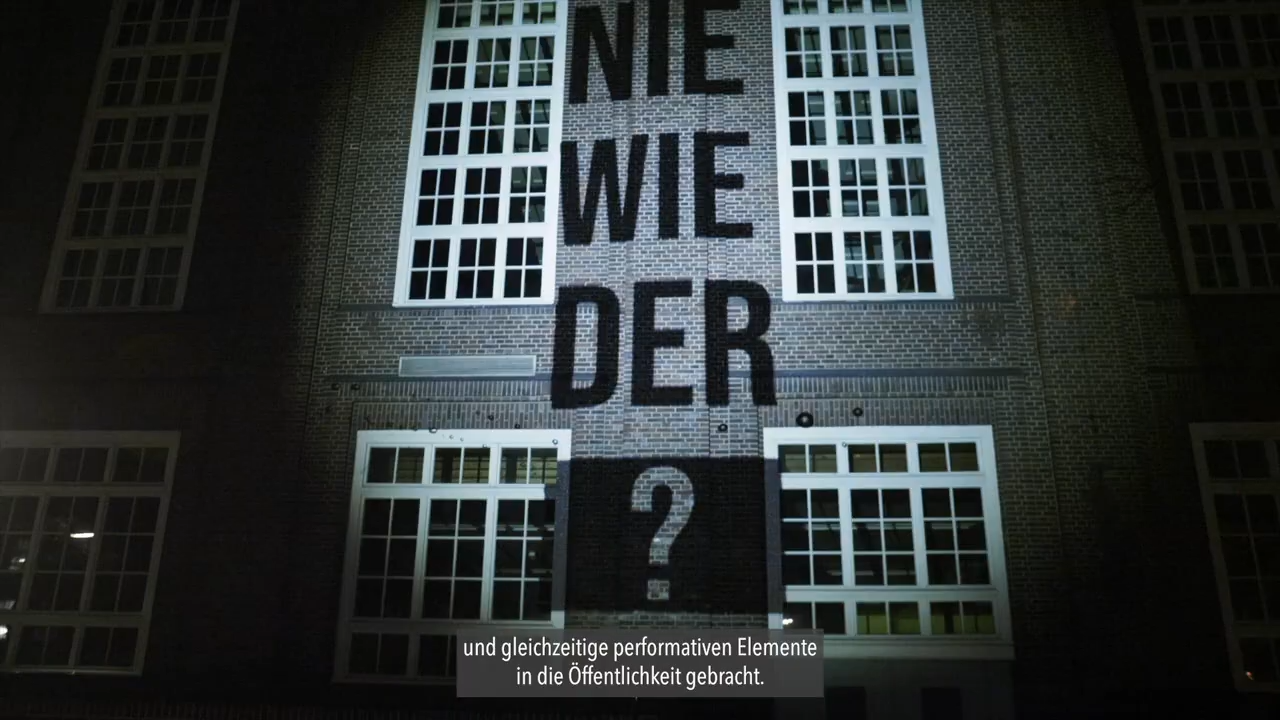 NIE
WIE
DER
?
und gleichzeitige performativen Elemente
in die Öffentlichkeit gebracht.